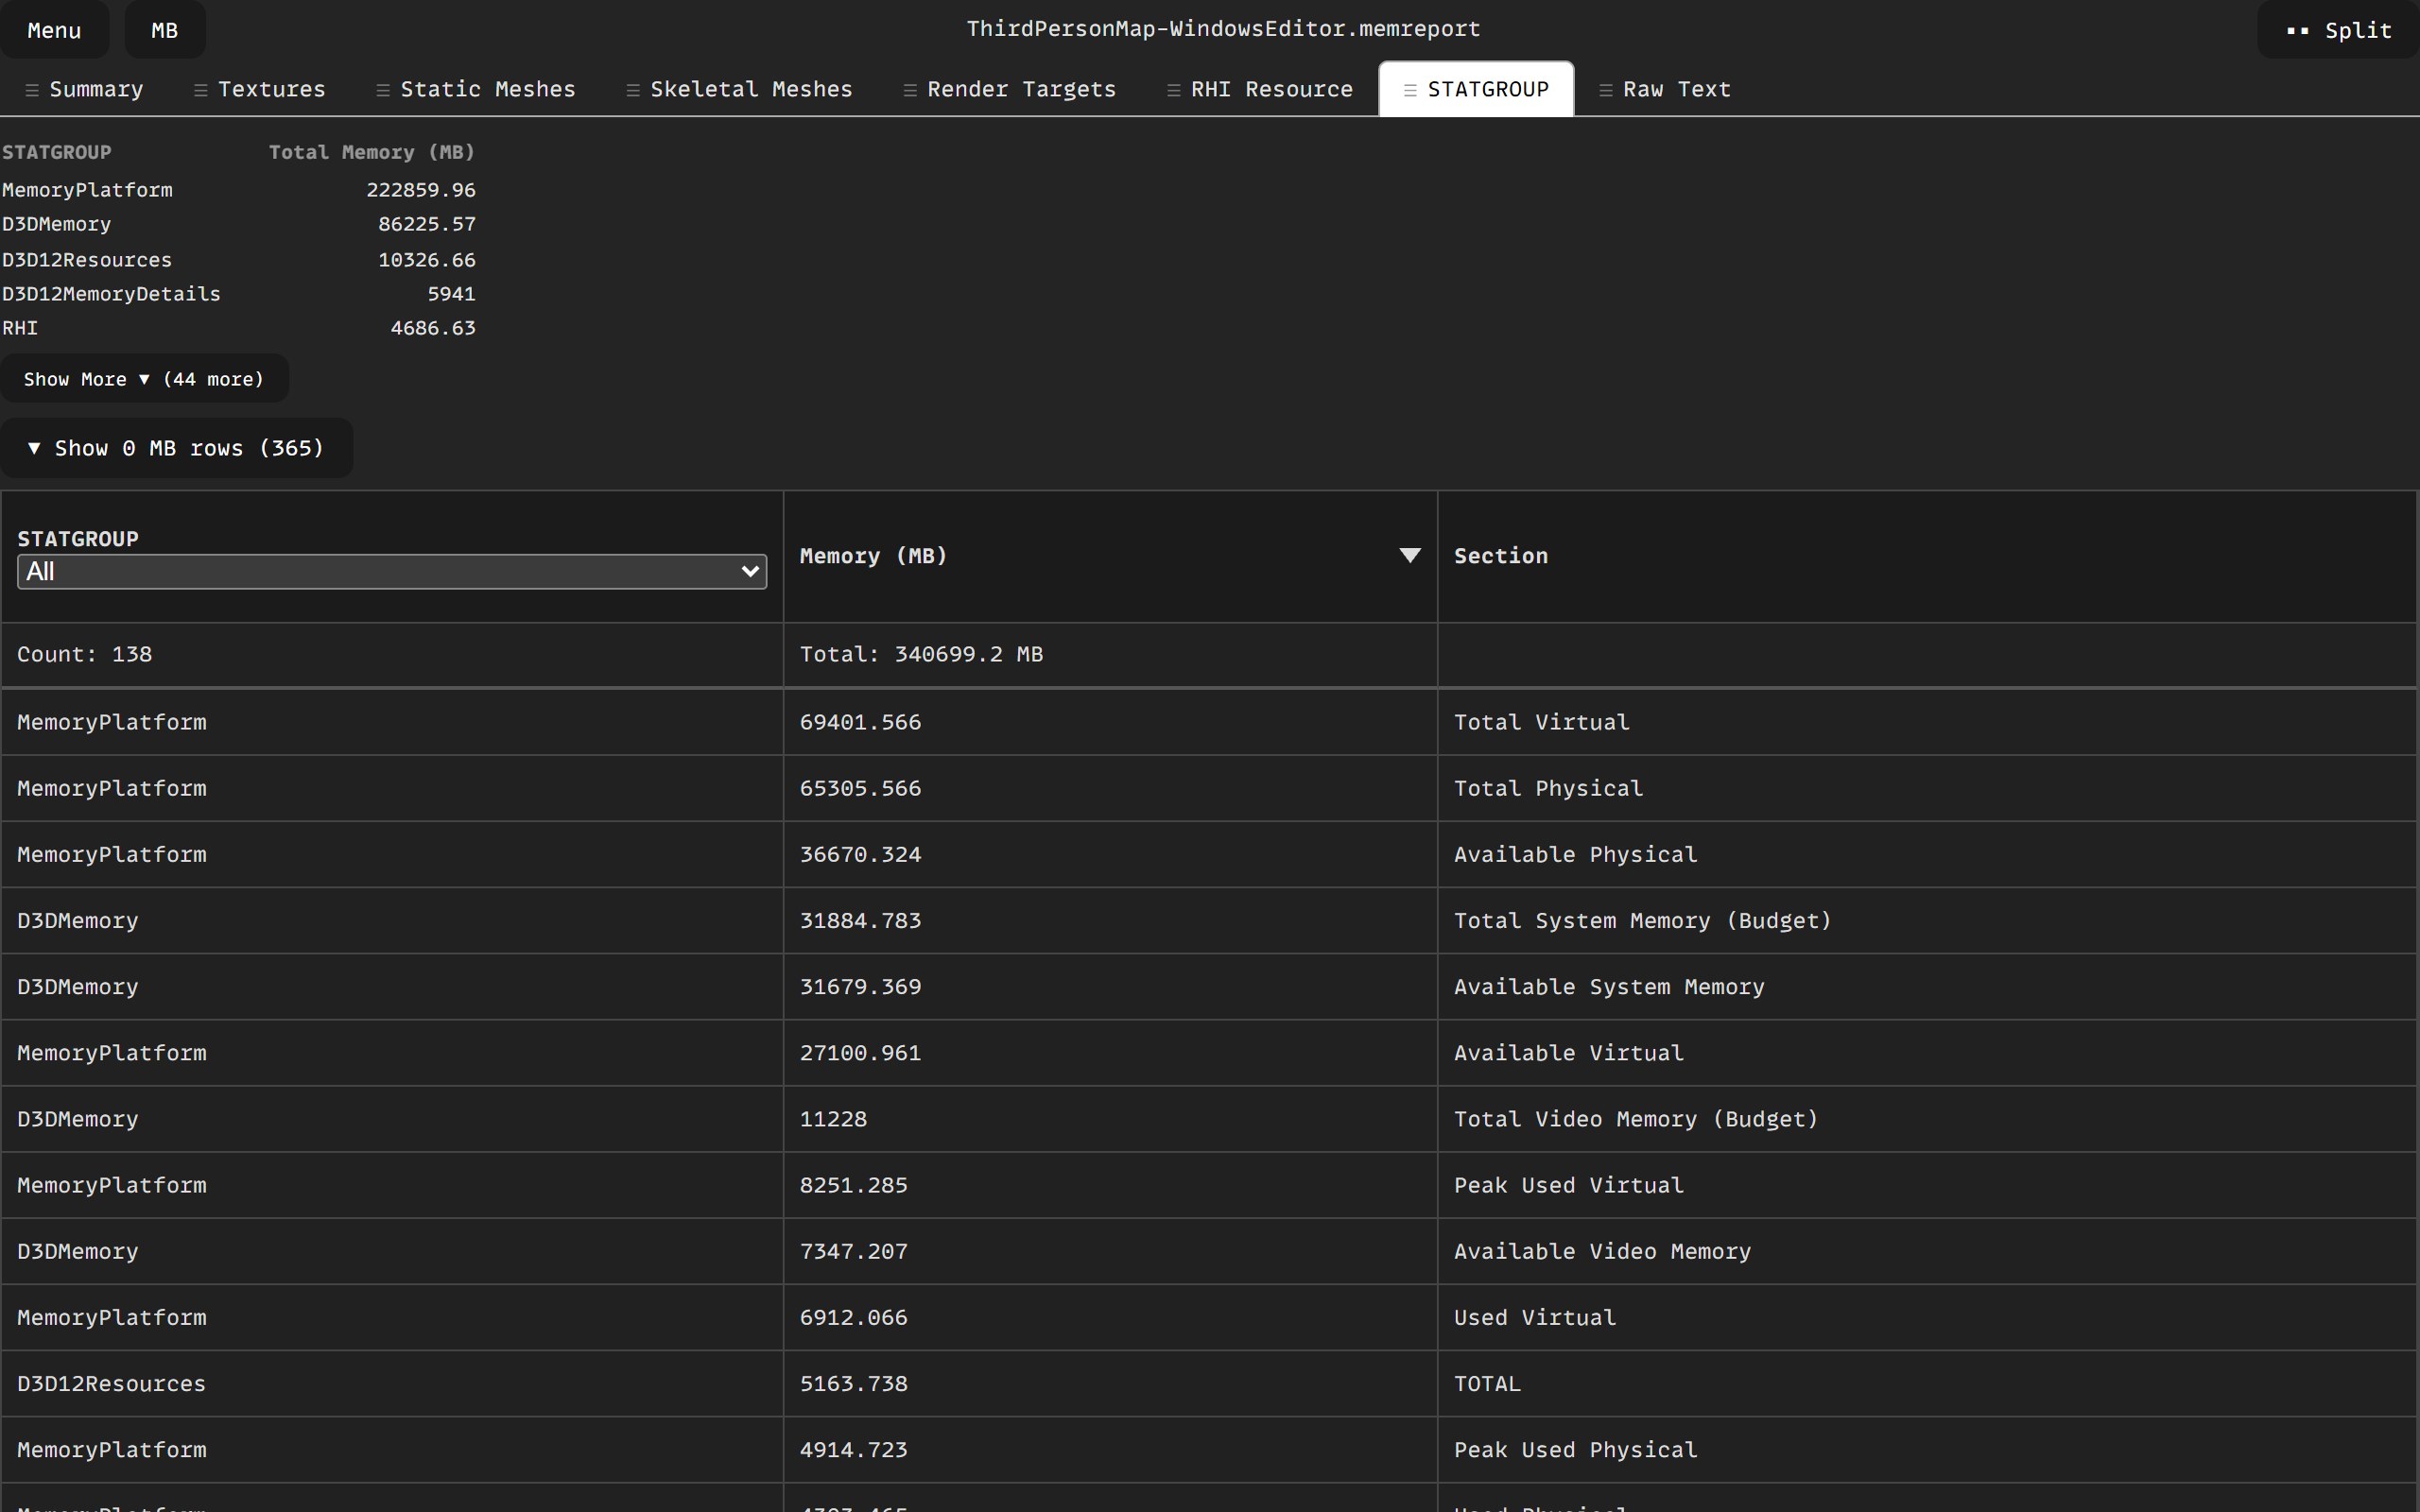 Menu MB ThirdPersonMap-WindowsEditor.memreport Split
Summary Textures Static Meshes Skeletal Meshes Render Targets RHI Resource STATGROUP Raw Text
STATGROUP Total Memory (MB)
MemoryPlatform 222859.96
D3DMemory 86225.57
D3D12Resources 10326.66
D3D12MemoryDetails 5941
RHI 4686.63
Show More ▼ (44 more)
▼ Show 0 MB rows (365)
STATGROUP
All
Memory (MB) ▼ Section
Count: 138 Total: 340699.2 MB
MemoryPlatform 69401.566 Total Virtual
MemoryPlatform 65305.566 Total Physical
MemoryPlatform 36670.324 Available Physical
D3DMemory 31884.783 Total System Memory (Budget)
D3DMemory 31679.369 Available System Memory
MemoryPlatform 27100.961 Available Virtual
D3DMemory 11228 Total Video Memory (Budget)
MemoryPlatform 8251.285 Peak Used Virtual
D3DMemory 7347.207 Available Video Memory
MemoryPlatform 6912.066 Used Virtual
D3D12Resources 5163.738 TOTAL
MemoryPlatform 4914.723 Peak Used Physical